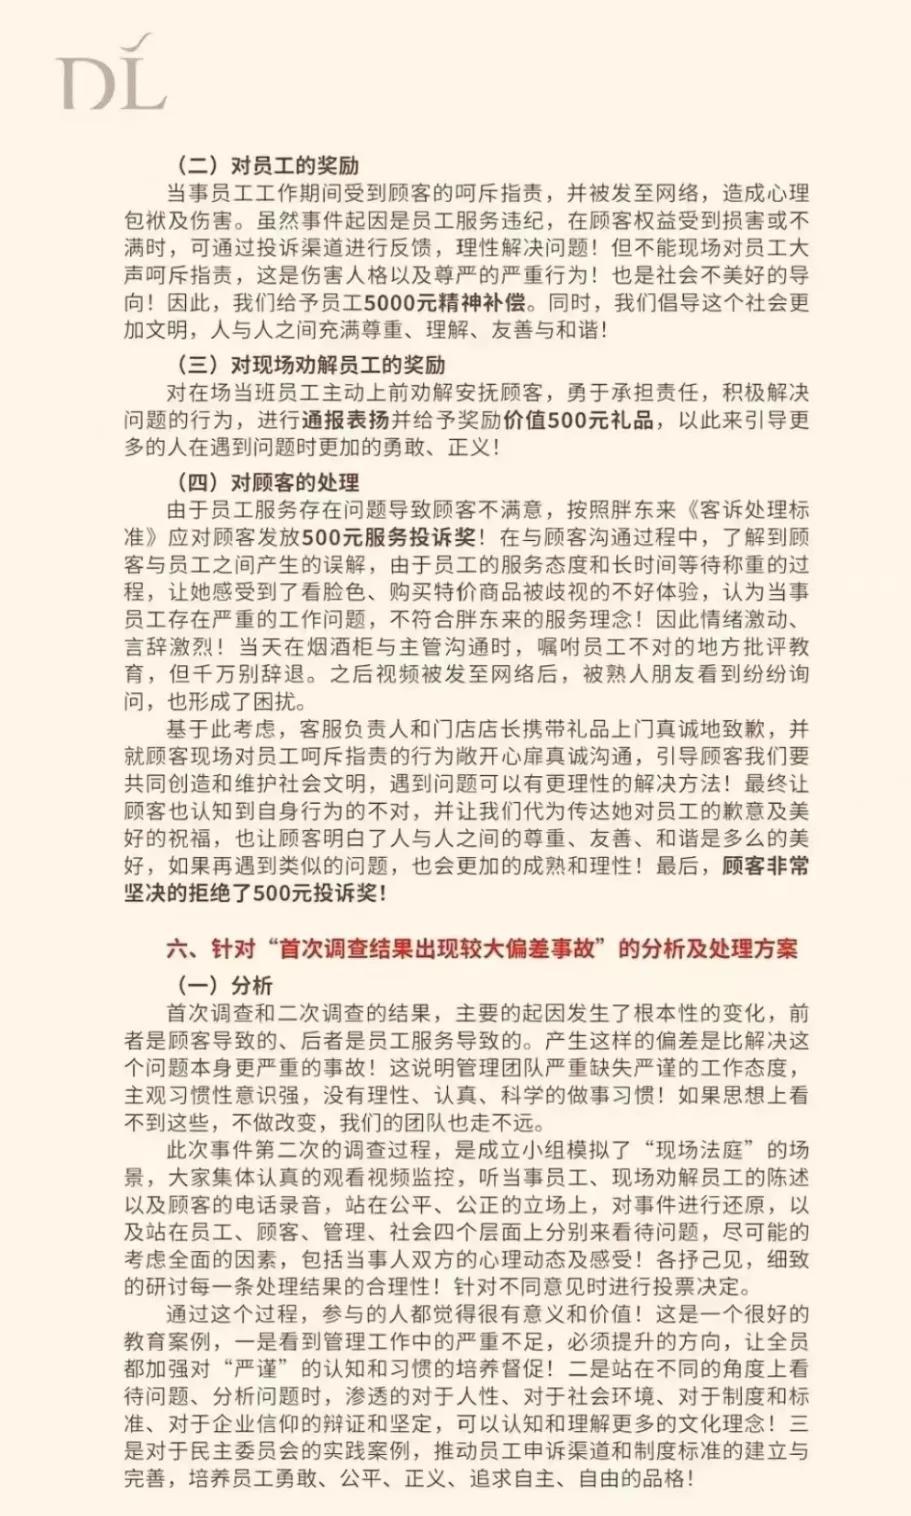 DL
（二）对员工的奖励
当事员工工作期间受到顾客的呵斥指责，并被发至网络，造成心理
包袱及伤害。虽然事件起因是员工服务违纪，在顾客权益受到损害或不
满时，可通过投诉渠道进行反馈，理性解决问题！但不能现场对员工大
声呵斥指责，这是伤害人格以及尊严的严重行为！也是社会不美好的导
向！因此，我们给予员工5000元精神补偿。同时，我们倡导这个社会更
加文明，人与人之间充满尊重、理解、友善与和谐！
（三）对现场劝解员工的奖励
对在场当班员工主动上前劝解安抚顾客，勇于承担责任，积极解决
问题的行为，进行通报表扬并给予奖励价值500元礼品，以此来引导更
多的人在遇到问题时更加的勇敢、正义！
（四）对顾客的处理
由于员工服务存在问题导致顾客不满意，按照胖东来《客诉处理标
准》应对顾客发放500元服务投诉奖！在与顾客沟通过程中，了解到顾
客与员工之间产生的误解，由于员工的服务态度和长时间等待称重的过
程，让她感受到了看脸色、购买特价商品被歧视的不好体验，认为当事
员工存在严重的工作问题，不符合胖东来的服务理念！因此情绪激动、
言辞激烈！当天在烟酒柜与主管沟通时，嘱咐员工不对的地方批评教
育，但千万别辞退。之后视频被发至网络后，被熟人朋友看到纷纷询
问，也形成了困扰。
基于此考虑，客服负责人和门店店长携带礼品上门真诚地致歉，并
就顾客现场对员工呵斥指责的行为敞开心扉真诚沟通，引导顾客我们要
共同创造和维护社会文明，遇到问题可以有更理性的解决方法！最终让
顾客也认知到自身行为的不对，并让我们代为传达她对员工的歉意及美
好的祝福，也让顾客明白了人与人之间的尊重、友善、和谐是多么的美
好，如果再遇到类似的问题，也会更加的成熟和理性！最后，顾客非常
坚决的拒绝了500元投诉奖！
六、针对“首次调查结果出现较大偏差事故”的分析及处理方案
（一）分析
首次调查和二次调查的结果，主要的起因发生了根本性的变化，前
者是顾客导致的、后者是员工服务导致的。产生这样的偏差是比解决这
个问题本身更严重的事故！这说明管理团队严重缺失严谨的工作态度，
主观习惯性意识强，没有理性、认真、科学的做事习惯！如果思想上看
不到这些，不做改变，我们的团队也走不远。
此次事件第二次的调查过程，是成立小组模拟了“现场法庭”的场
景，大家集体认真的观看视频监控，听当事员工、现场劝解员工的陈述
以及顾客的电话录音，站在公平、公正的立场上，对事件进行还原，以
及站在员工、顾客、管理、社会四个层面上分别来看待问题，尽可能的
考虑全面的因素，包括当事人双方的心理动态及感受！各抒己见，细致
的研讨每一条处理结果的合理性！针对不同意见时进行投票决定。
通过这个过程，参与的人都觉得很有意义和价值！这是一个很好的
教育案例，一是看到管理工作中的严重不足，必须提升的方向，让全员
都加强对“严谨”的认知和习惯的培养督促！二是站在不同的角度上看
待问题、分析问题时，渗透的对于人性、对于社会环境、对于制度和标
准、对于企业信仰的辩证和坚定，可以认知和理解更多的文化理念！三
是对于民主委员会的实践案例，推动员工申诉渠道和制度标准的建立与
完善，培养员工勇敢、公平、正义、追求自主、自由的品格！